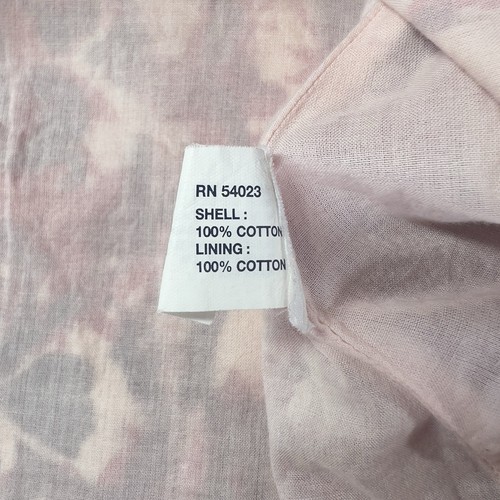 RN 54023
SHELL :
100% COTTON
LINING :
100% COTTON